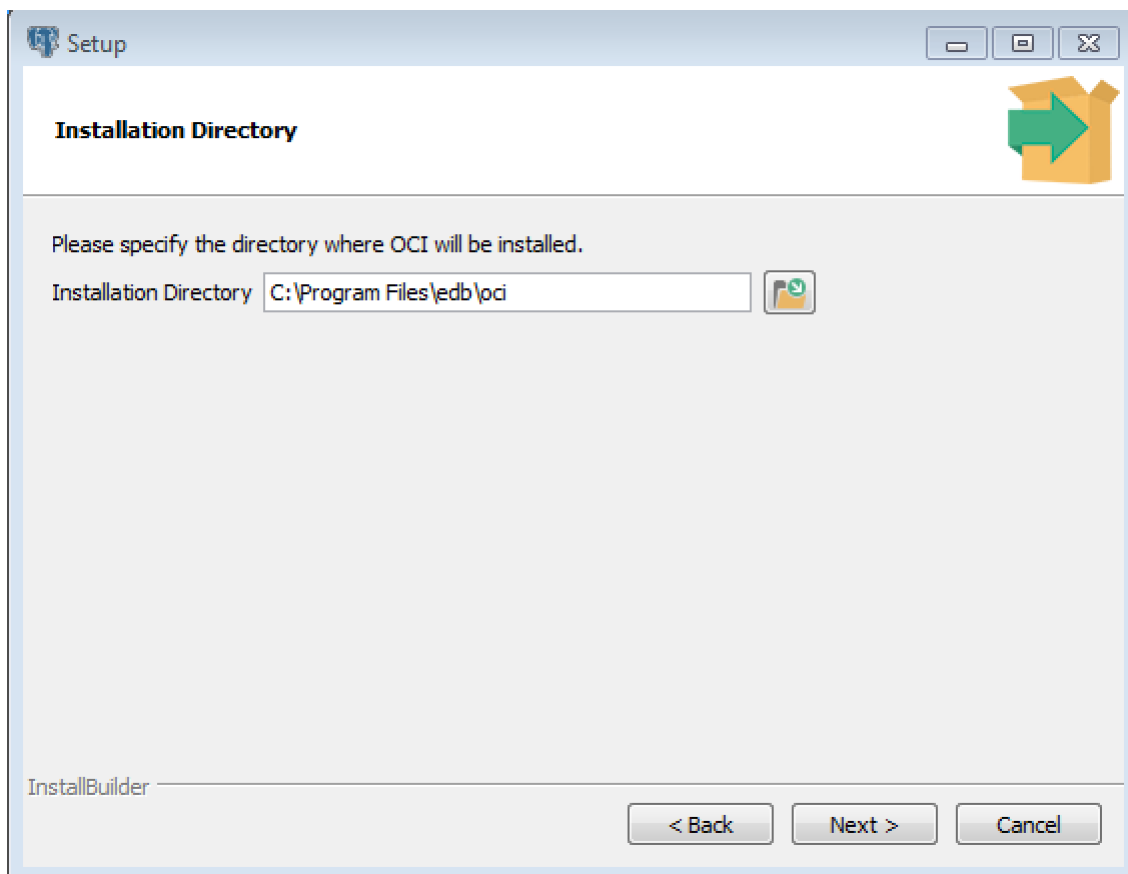 Setup
Installation Directory
Please specify the directory where OCI will be installed.
Installation Directory C:\Program Files\edb\oci
InstallBuilder
< Back Next > Cancel